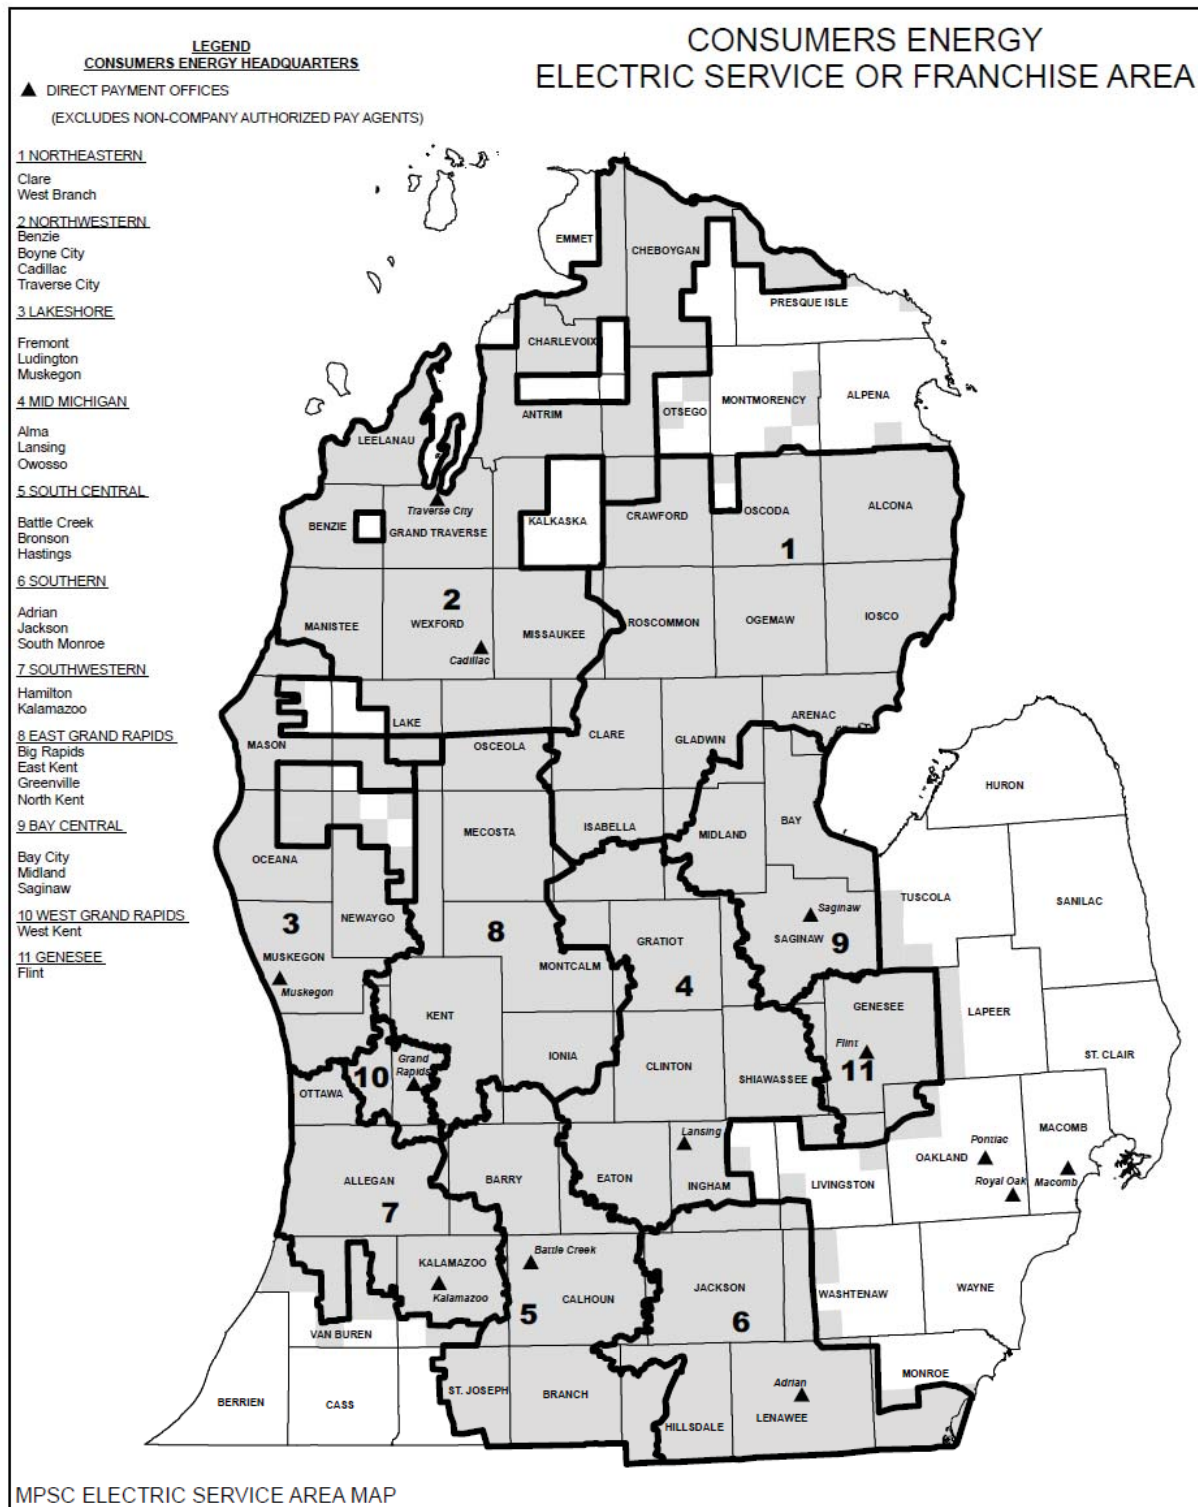 CONSUMERS ENERGY
ELECTRIC SERVICE OR FRANCHISE AREA
LEGEND
CONSUMERS ENERGY HEADQUARTERS
▲ DIRECT PAYMENT OFFICES
(EXCLUDES NON-COMPANY AUTHORIZED PAY AGENTS)
1 NORTHEASTERN
Clare
West Branch
2 NORTHWESTERN
Benzie
Boyne City
Cadillac
Traverse City
3 LAKESHORE
Fremont
Ludington
Muskegon
4 MID MICHIGAN
Alma
Lansing
Owosso
5 SOUTH CENTRAL
Battle Creek
Bronson
Hastings
6 SOUTHERN
Adrian
Jackson
South Monroe
7 SOUTHWESTERN
Hamilton
Kalamazoo
8 EAST GRAND RAPIDS
Big Rapids
East Kent
Greenville
North Kent
9 BAY CENTRAL
Bay City
Midland
Saginaw
10 WEST GRAND RAPIDS
West Kent
11 GENESEE
Flint
EMMET
CHEBOYGAN
PRESQUE ISLE
CHARLEVOIX
ANTRIM
OTSEGO
MONTMORENCY
ALPENA
LEELANAU
Traverse City
BENZIE
GRAND TRAVERSE
KALKASKA
CRAWFORD
OSCODA
ALCONA
1
2
MANISTEE
WEXFORD
MISSAUKEE
ROSCOMMON
OGEMAW
IOSCO
Cadillac
MASON
LAKE
OSCEOLA
CLARE
GLADWIN
ARENAC
HURON
OCEANA
MECOSTA
ISABELLA
MIDLAND
BAY
TUSCOLA
SANILAC
NEWAYGO
3
8
MUSKEGON
Muskegon
MONTCALM
GRATIOT
4
Saginaw
SAGINAW
9
KENT
GENESEE
LAPEER
Flint
11
ST. CLAIR
OTTAWA
10
Grand
Rapids
IONIA
CLINTON
SHIAWASSEE
Lansing
ALLEGAN
BARRY
EATON
INGHAM
LIVINGSTON
OAKLAND
Pontiac
Royal Oak
MACOMB
Macomb
7
KALAMAZOO
Kalamazoo
Battle Creek
CALHOUN
5
JACKSON
6
WASHTENAW
WAYNE
VAN BUREN
BERRIEN
CASS
ST. JOSEPH
BRANCH
HILLSDALE
Adrian
LENAWEE
MONROE
MPSC ELECTRIC SERVICE AREA MAP